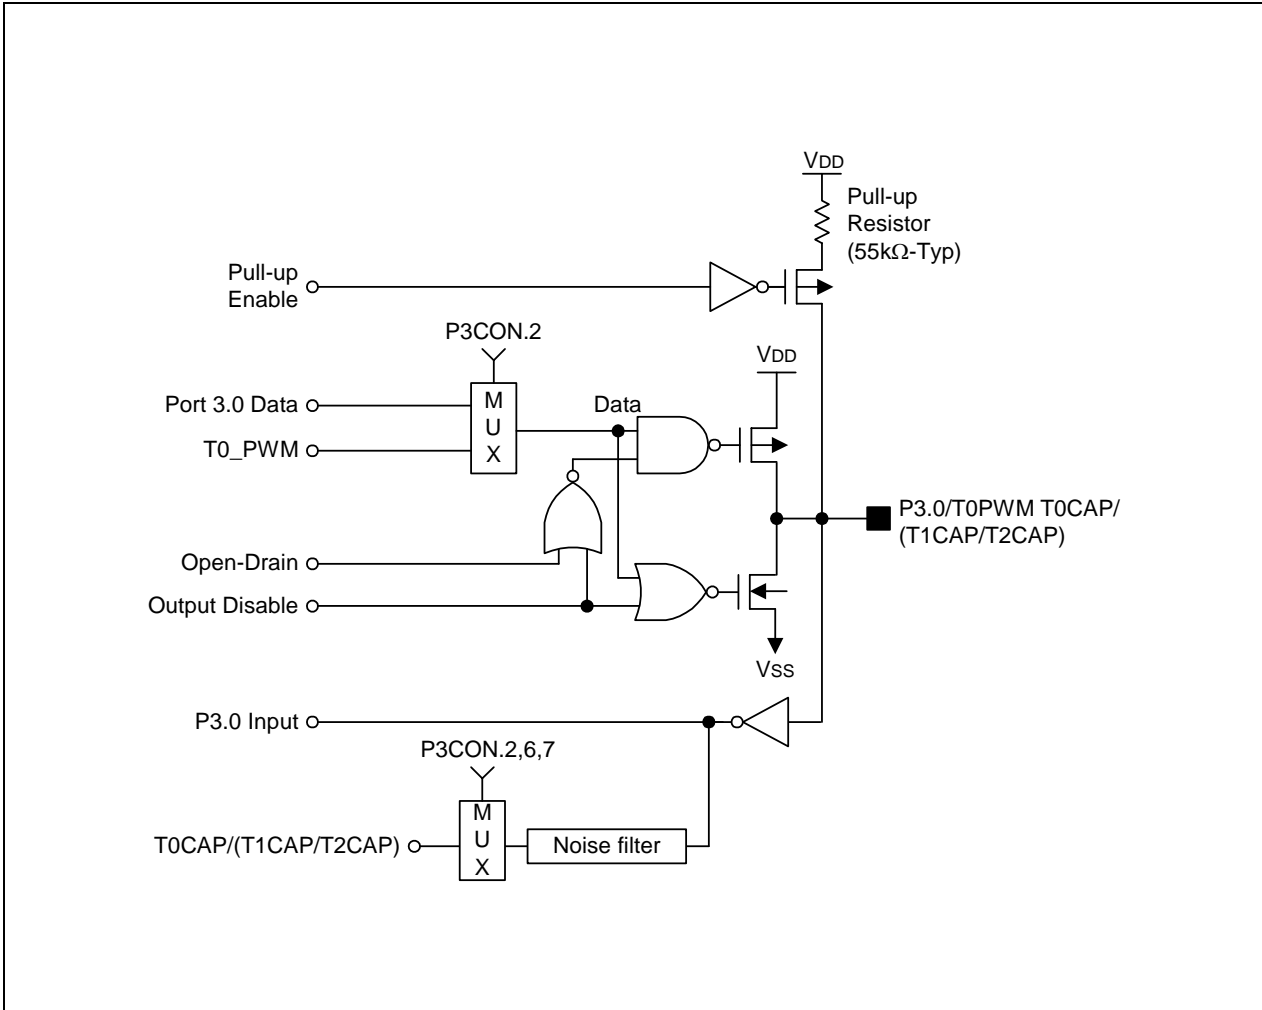 VDD
Pull-up
Resistor
(55kΩ-Typ)
Pull-up
Enable
P3CON.2
VDD
Port 3.0 Data
M
U
X
Data
T0_PWM
P3.0/T0PWM T0CAP/
(T1CAP/T2CAP)
Open-Drain
Output Disable
VSS
P3.0 Input
P3CON.2,6,7
T0CAP/(T1CAP/T2CAP)
M
U
X
Noise filter